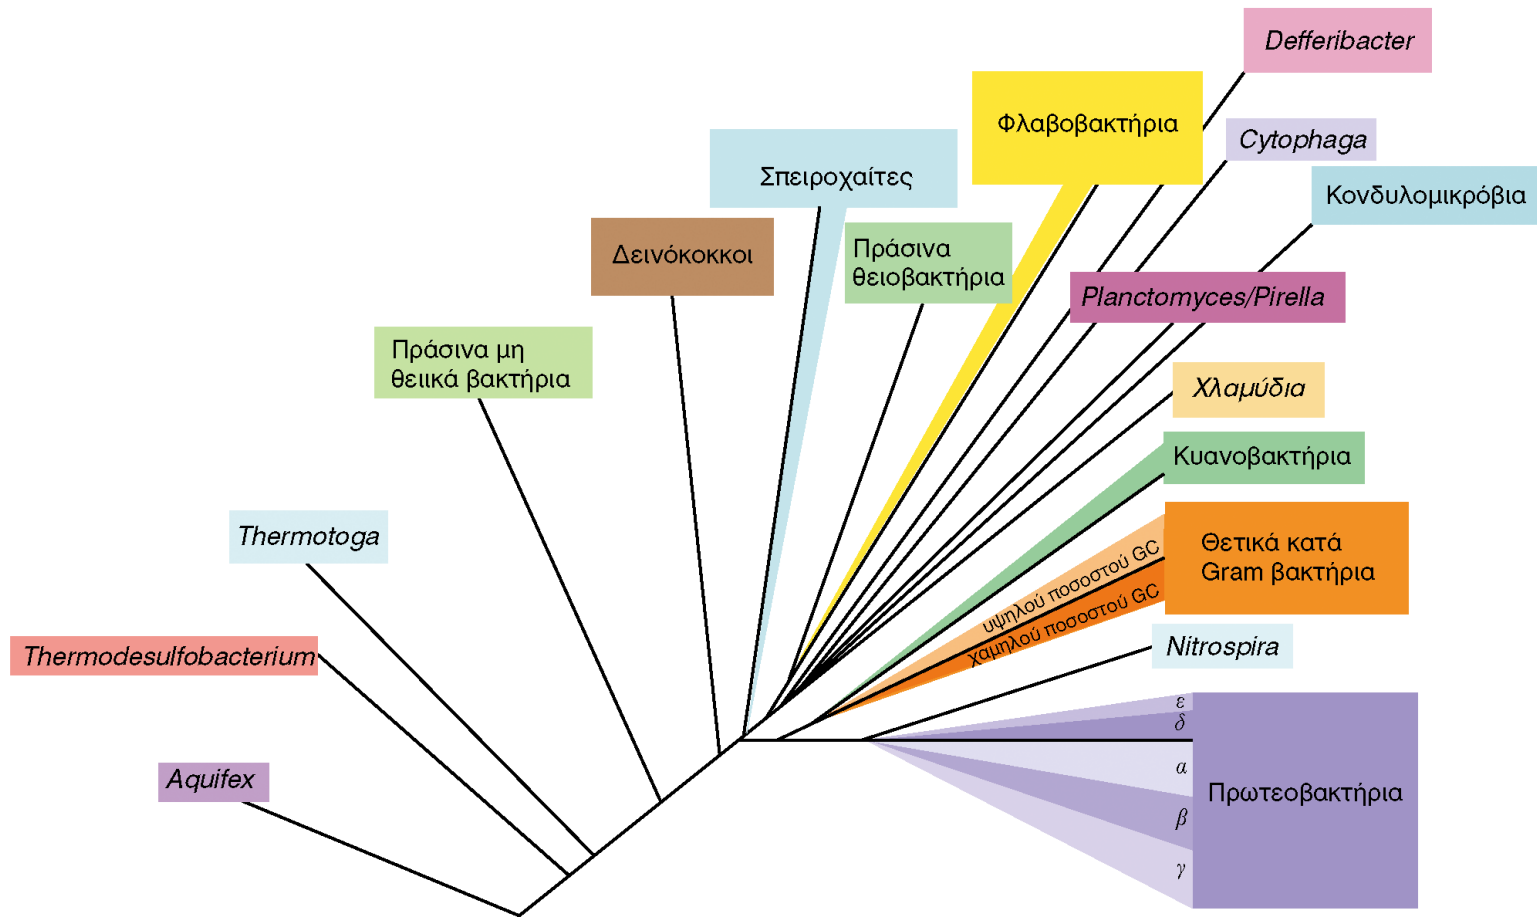 Defferibacter
Φλαβοβακτήρια
Cytophaga
Σπειροχαίτες
Κονδυλομικρόβια
Δεινόκοκκοι
Πράσινα
θειοβακτήρια
Planctomyces/Pirella
Πράσινα μη
θειικά βακτήρια
Χλαμύδια
Κυανοβακτήρια
Thermotoga
υψηλού ποσοστού GC
Θετικά κατά
Gram βακτήρια
χαμηλού ποσοστού GC
Thermodesulfobacterium
Nitrospira
ε
δ
Aquifex
α
Πρωτεοβακτήρια
β
γ